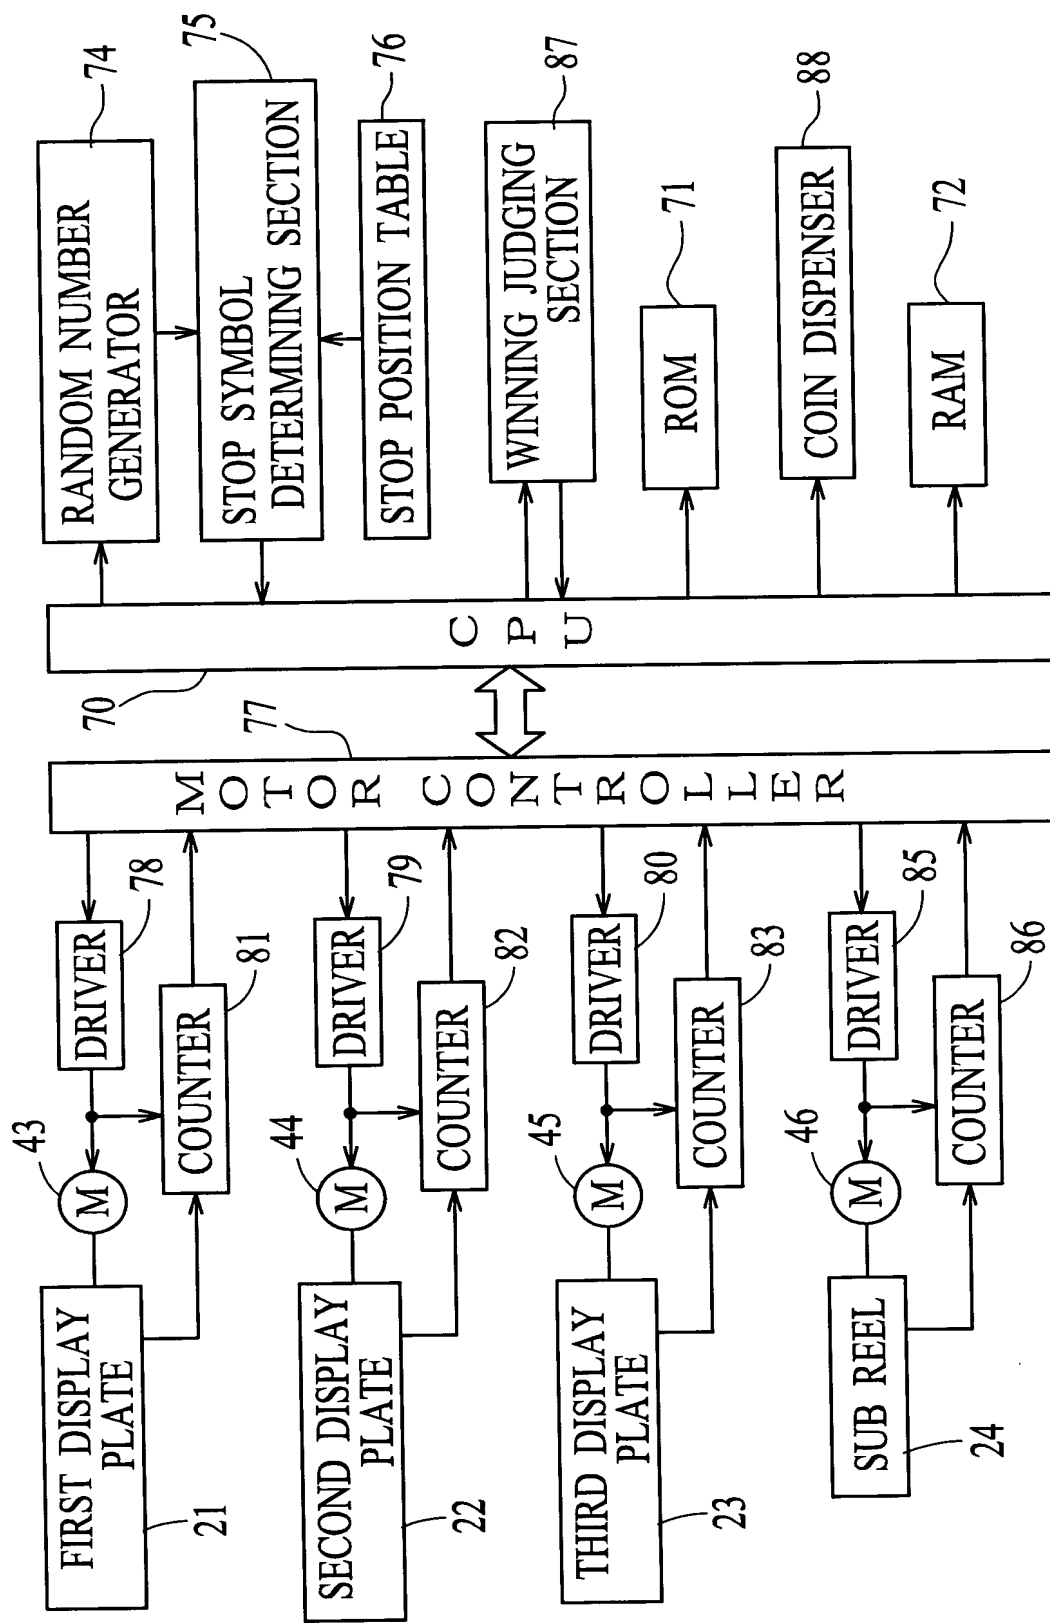 FIRST DISPLAY
PLATE
21
M
43
DRIVER
78
COUNTER
81
SECOND DISPLAY
PLATE
22
M
44
DRIVER
79
COUNTER
82
THIRD DISPLAY
PLATE
23
M
45
DRIVER
80
COUNTER
83
SUB REEL
24
M
46
DRIVER
85
COUNTER
86
MOTOR CONTROLLER
77
CPU
70
RANDOM NUMBER
GENERATOR
74
STOP SYMBOL
DETERMINING SECTION
75
STOP POSITION TABLE
76
WINNING JUDGING
SECTION
87
ROM
71
COIN DISPENSER
88
RAM
72